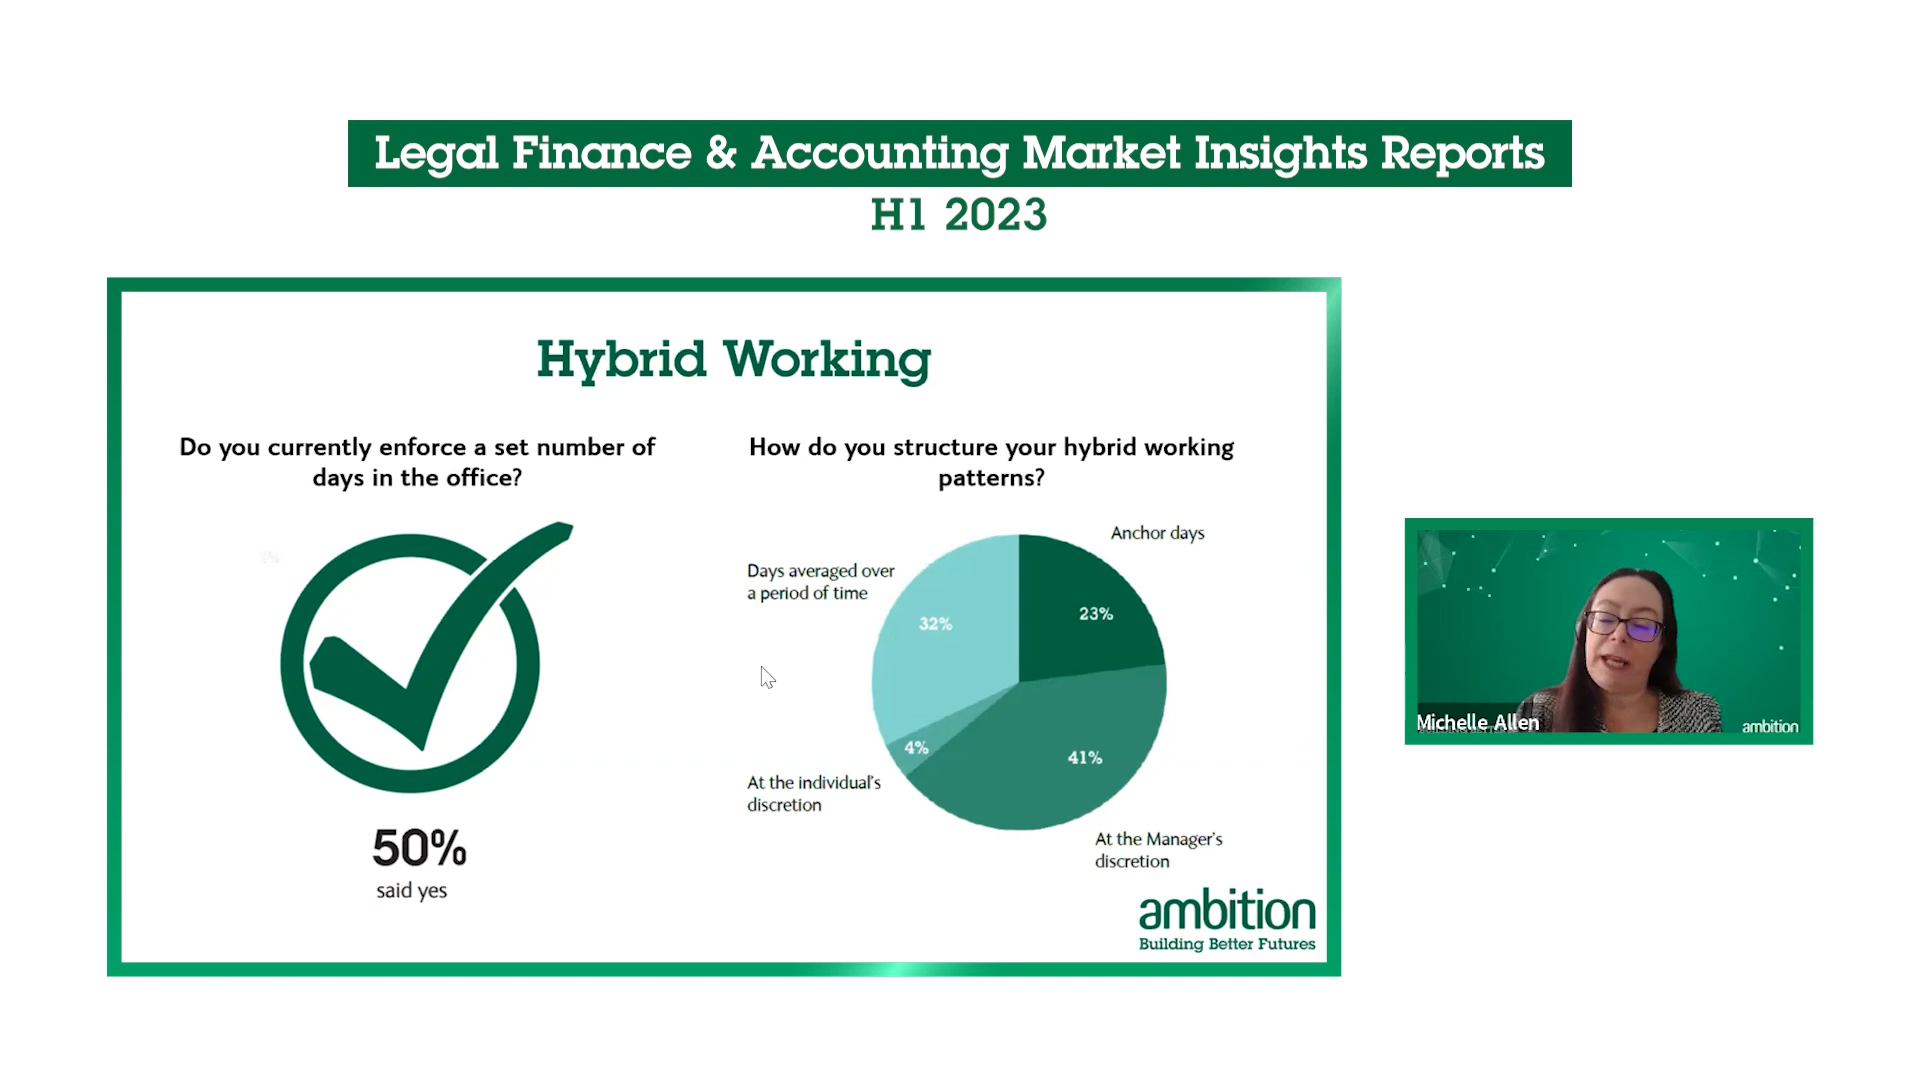 Legal Finance & Accounting Market Insights Reports
H1 2023
Hybrid Working
Do you currently enforce a set number of
days in the office?
50%
said yes
How do you structure your hybrid working
patterns?
Anchor days
Days averaged over
a period of time
32%
23%
4%
41%
At the individual's
discretion
At the Manager's
discretion
ambition
Building Better Futures
Michelle Allen
ambition